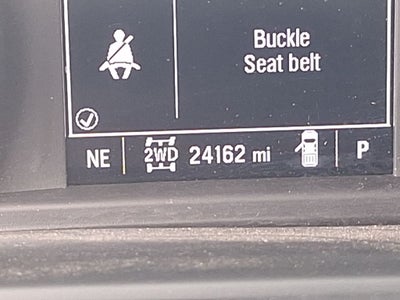 Buckle
Seat belt
NE 2WD 24162 mi P